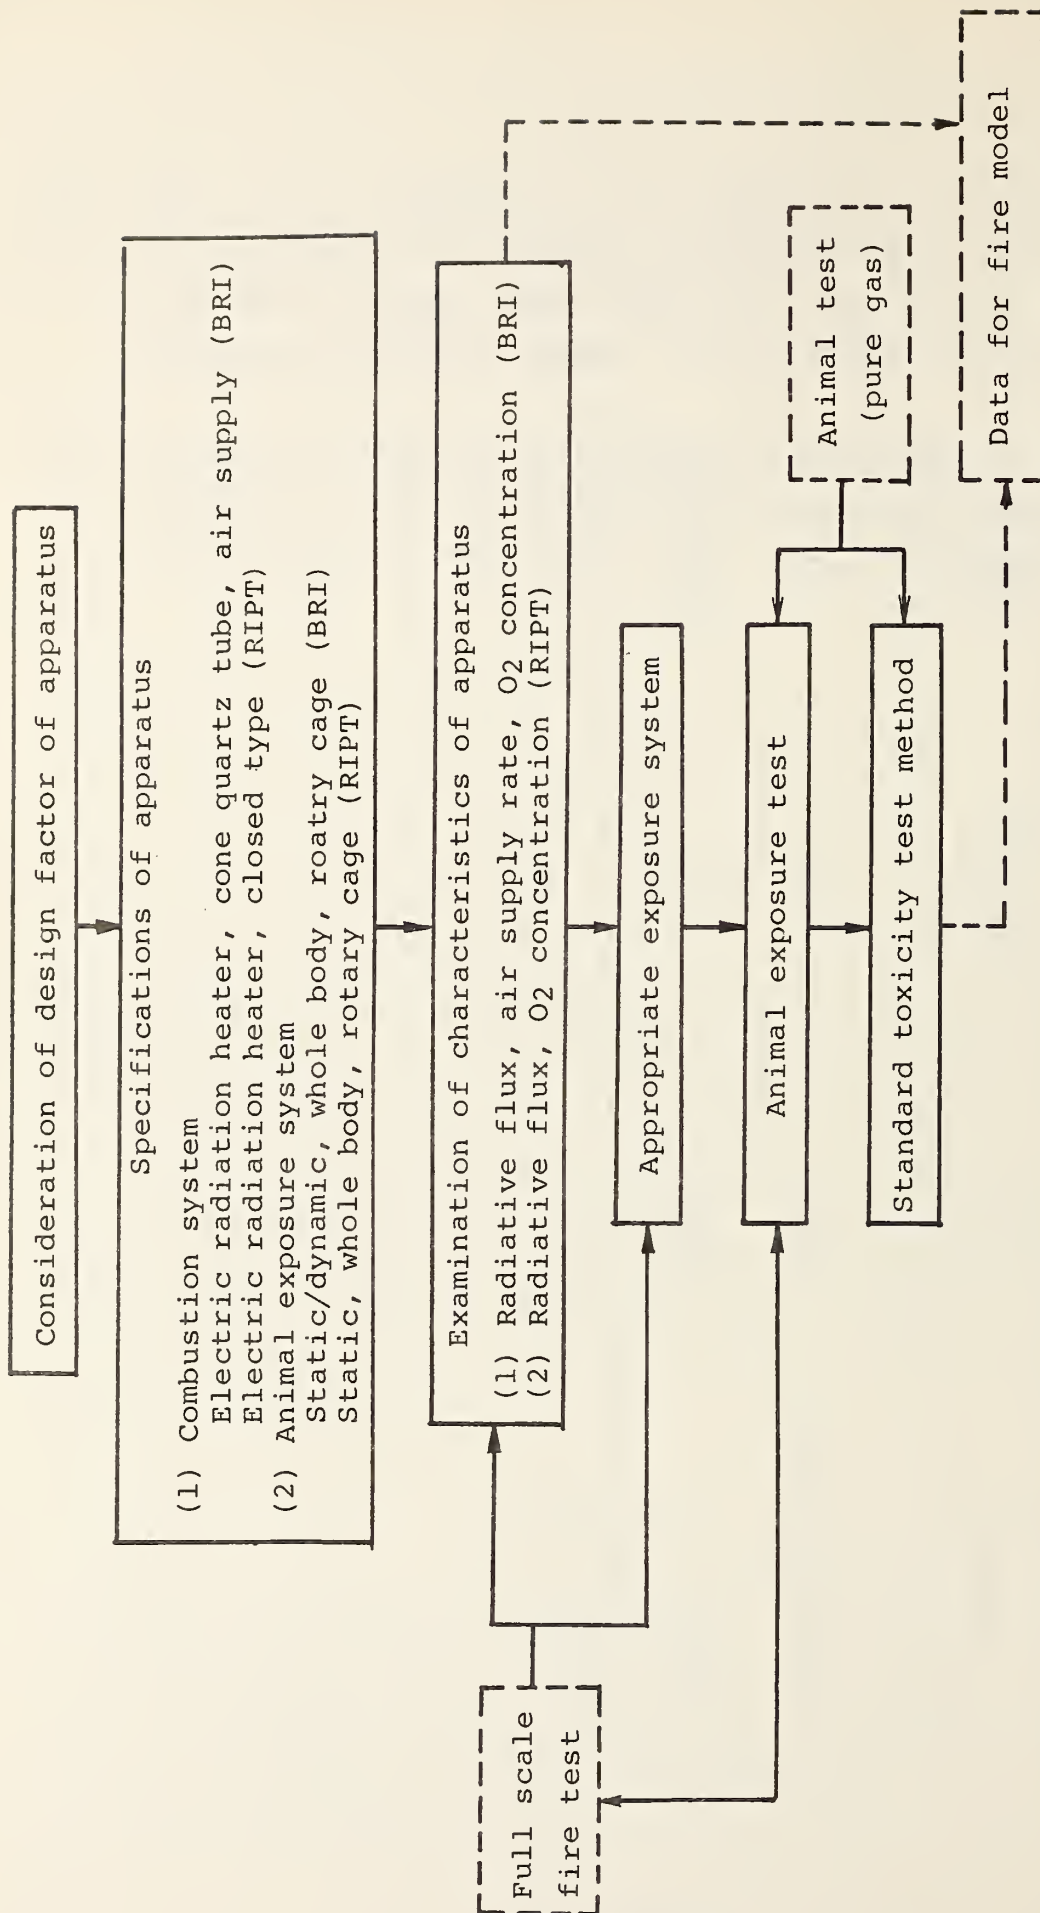 Consideration of design factor of apparatus
Specifications of apparatus
(1) Combustion system
Electric radiation heater, cone quartz tube, air supply (BRI)
Electric radiation heater, closed type (RIPT)
(2) Animal exposure system
Static/dynamic, whole body, roatry cage (BRI)
Static, whole body, rotary cage (RIPT)
Examination of characteristics of apparatus
(1) Radiative flux, air supply rate, O2 concentration (BRI)
(2) Radiative flux, O2 concentration (RIPT)
Full scale
fire test
Appropriate exposure system
Animal exposure test
Animal test
(pure gas)
Standard toxicity test method
Data for fire model